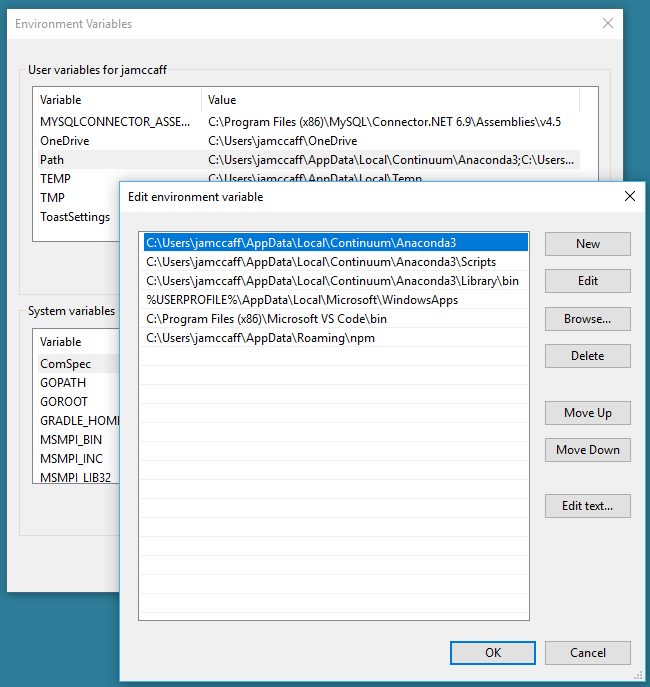 Environment Variables
User variables for jamccaff
Variable Value
MYSQLCONNECTOR_ASSE... C:\Program Files (x86)\MySQL\Connector.NET 6.9\Assemblies\v4.5
OneDrive C:\Users\jamccaff\OneDrive
Path C:\Users\jamccaff\AppData\Local\Continuum\Anaconda3;C:\Users...
TEMP C:\Users\jamccaff\AppData\Local\Temp
TMP
ToastSettings
System variables
Variable
ComSpec
GOPATH
GOROOT
GRADLE_HOME
MSMPI_BIN
MSMPI_INC
MSMPI_LIB32
Edit environment variable
C:\Users\jamccaff\AppData\Local\Continuum\Anaconda3
C:\Users\jamccaff\AppData\Local\Continuum\Anaconda3\Scripts
C:\Users\jamccaff\AppData\Local\Continuum\Anaconda3\Library\bin
%USERPROFILE%\AppData\Local\Microsoft\WindowsApps
C:\Program Files (x86)\Microsoft VS Code\bin
C:\Users\jamccaff\AppData\Roaming\npm
New
Edit
Browse...
Delete
Move Up
Move Down
Edit text...
OK
Cancel